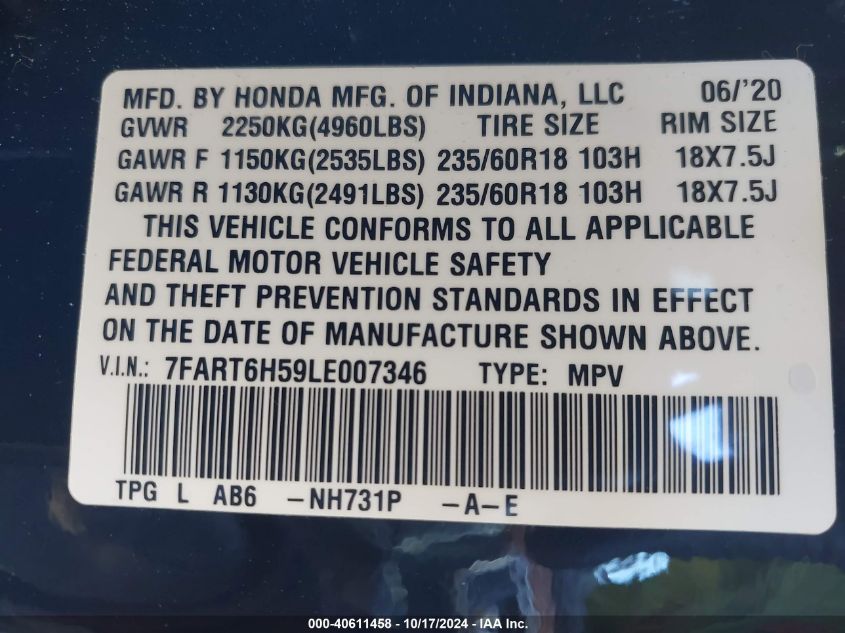 MFD. BY HONDA MFG. OF INDIANA, LLC 06/'20
GVWR 2250KG(4960LBS) TIRE SIZE RIM SIZE
GAWR F 1150KG(2535LBS) 235/60R18 103H 18X7.5J
GAWR R 1130KG(2491LBS) 235/60R18 103H 18X7.5J
THIS VEHICLE CONFORMS TO ALL APPLICABLE
FEDERAL MOTOR VEHICLE SAFETY
AND THEFT PREVENTION STANDARDS IN EFFECT
ON THE DATE OF MANUFACTURE SHOWN ABOVE.
V.I.N.: 7FART6H59LE007346 TYPE: MPV
TPG L AB6 -NH731P -A-E
000-40611458 - 10/17/2024 - IAA Inc.